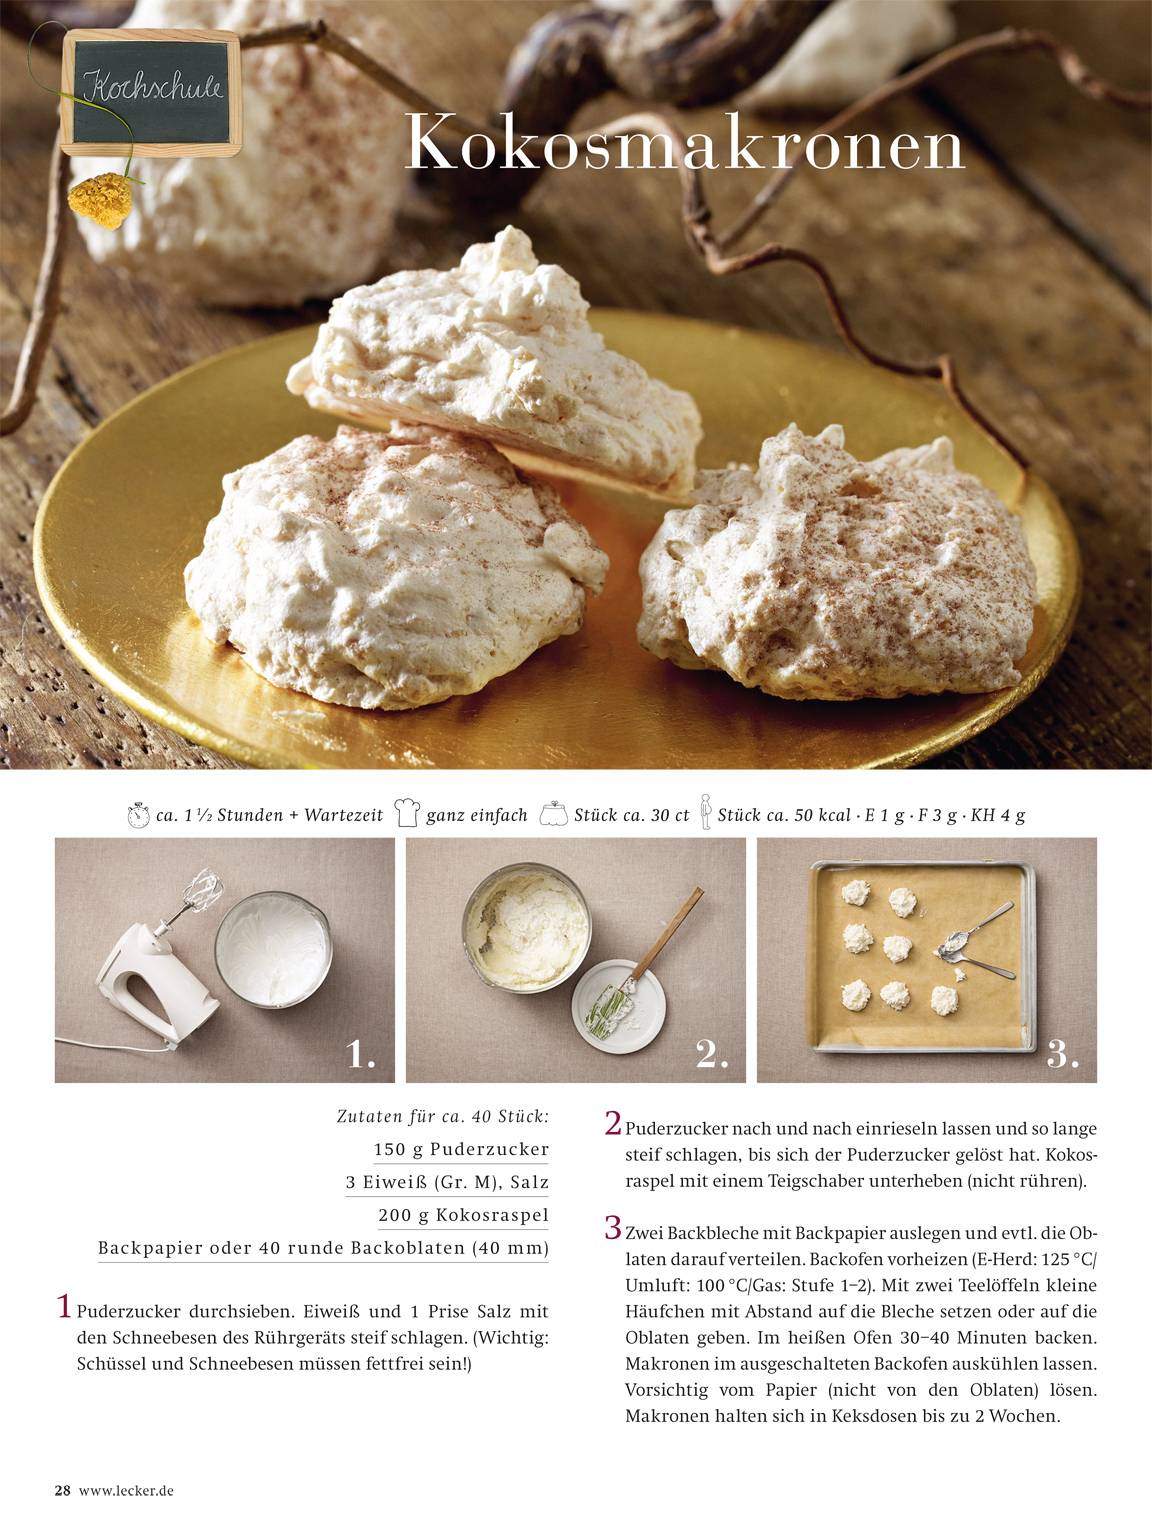 Kochschule
Kokosmakronen
ca. 1 ½ Stunden + Wartezeit ganz einfach Stück ca. 30 ct Stück ca. 50 kcal · E 1 g · F 3 g · KH 4 g
1.
2.
3.
Zutaten für ca. 40 Stück:
150 g Puderzucker
3 Eiweiß (Gr. M), Salz
200 g Kokosraspel
Backpapier oder 40 runde Backoblaten (40 mm)
1 Puderzucker durchsieben. Eiweiß und 1 Prise Salz mit
den Schneebesen des Rührgeräts steif schlagen. (Wichtig:
Schüssel und Schneebesen müssen fettfrei sein!)
2 Puderzucker nach und nach einrieseln lassen und so lange
steif schlagen, bis sich der Puderzucker gelöst hat. Kokos-
raspel mit einem Teigschaber unterheben (nicht rühren).
3 Zwei Backbleche mit Backpapier auslegen und evtl. die Ob-
laten darauf verteilen. Backofen vorheizen (E-Herd: 125 °C/
Umluft: 100 °C/Gas: Stufe 1–2). Mit zwei Teelöffeln kleine
Häufchen mit Abstand auf die Bleche setzen oder auf die
Oblaten geben. Im heißen Ofen 30–40 Minuten backen.
Makronen im ausgeschalteten Backofen auskühlen lassen.
Vorsichtig vom Papier (nicht von den Oblaten) lösen.
Makronen halten sich in Keksdosen bis zu 2 Wochen.
28 www.lecker.de